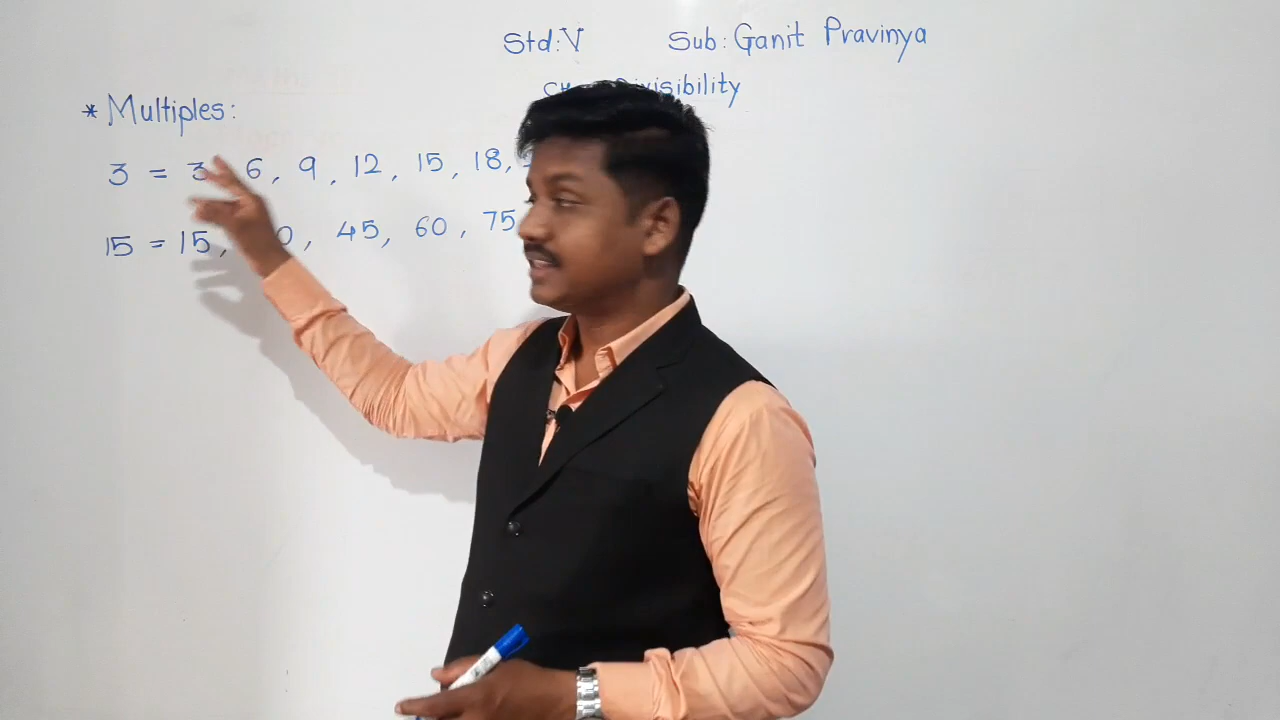 Std: V Sub: Ganit Pravinya
Divisibility
* Multiples:
3 = 3, 6, 9, 12, 15, 18,
15 = 15, 45, 60, 75